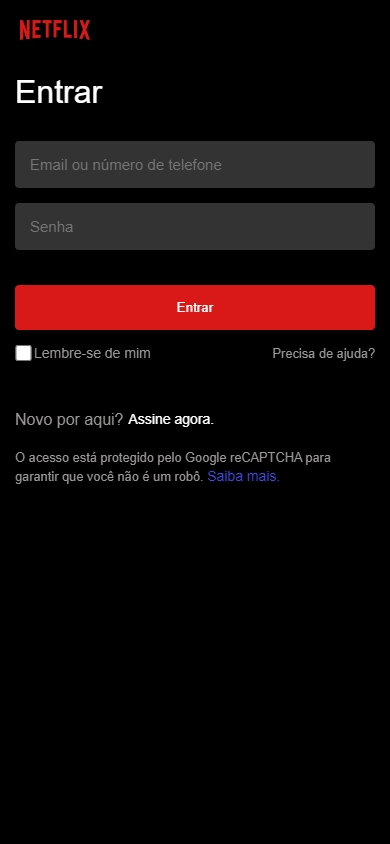 NETFLIX
Entrar
Email ou número de telefone
Senha
Entrar
Lembre-se de mim Precisa de ajuda?
Novo por aqui? Assine agora.
O acesso está protegido pelo Google reCAPTCHA para
garantir que você não é um robô. Saiba mais.